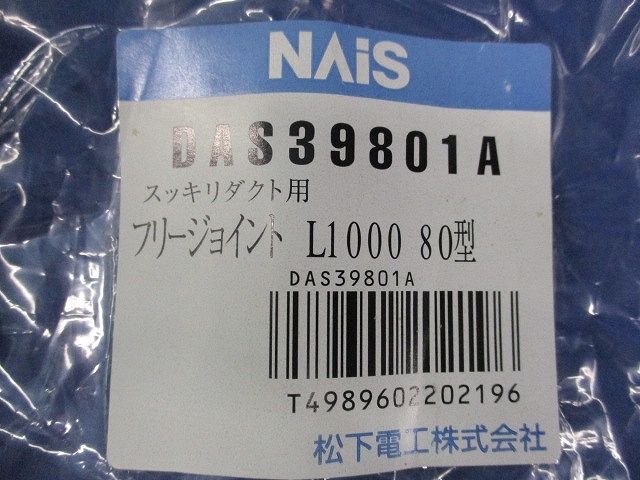 NAiS
DAS39801A
スッキリダクト用
フリージョイント L1000 80型
DAS39801A
T4989602202196
松下電工株式会社